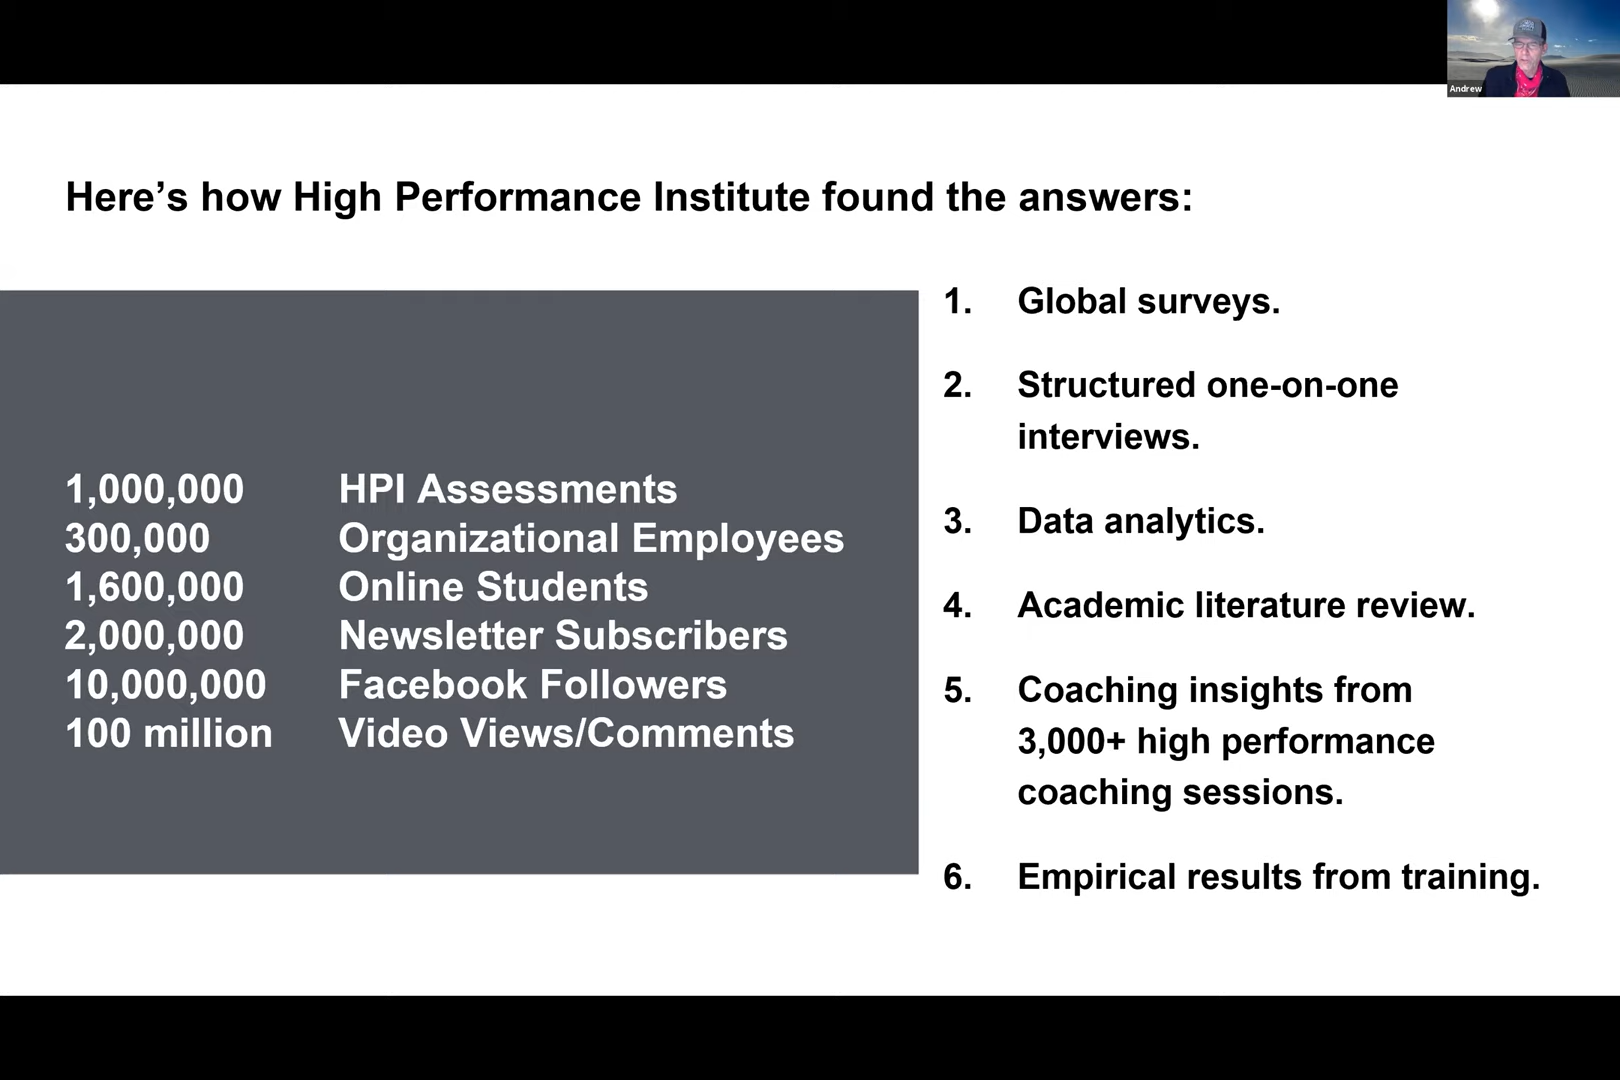 Andrew
Here’s how High Performance Institute found the answers:
1,000,000 HPI Assessments
300,000 Organizational Employees
1,600,000 Online Students
2,000,000 Newsletter Subscribers
10,000,000 Facebook Followers
100 million Video Views/Comments
1. Global surveys.
2. Structured one-on-one
interviews.
3. Data analytics.
4. Academic literature review.
5. Coaching insights from
3,000+ high performance
coaching sessions.
6. Empirical results from training.